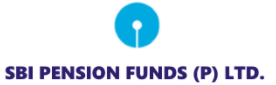 SBI PENSION FUNDS (P) LTD.